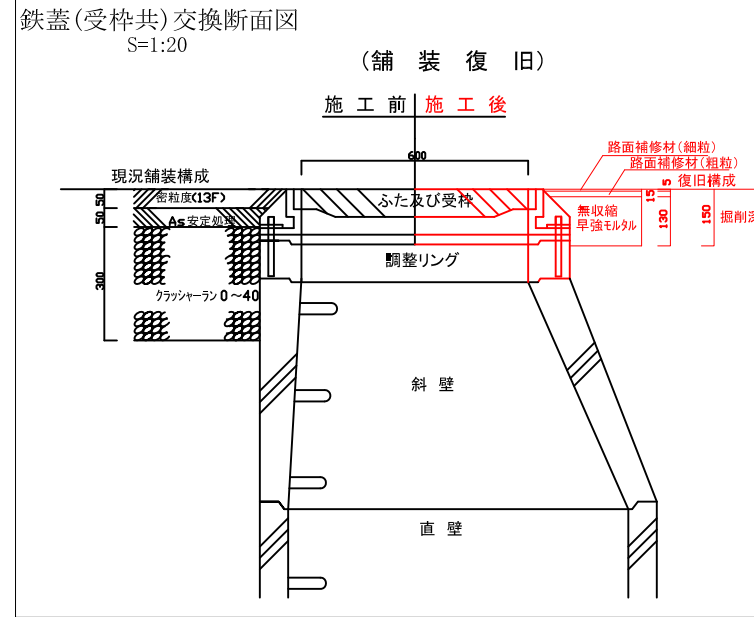 鉄蓋(受枠共)交換断面図
S=1:20
(舗装復旧)
施工前 施工後
600
路面補修材(細粒)
路面補修材(粗粒)
現況舗装構成
5 復旧構成
50 密粒度(13F)
ふた及び受枠
15
50 As安定処理
無収縮
早強モルタル
130
150 掘削深
調整リング
300
クラッシャーラン 0~40
斜壁
直壁